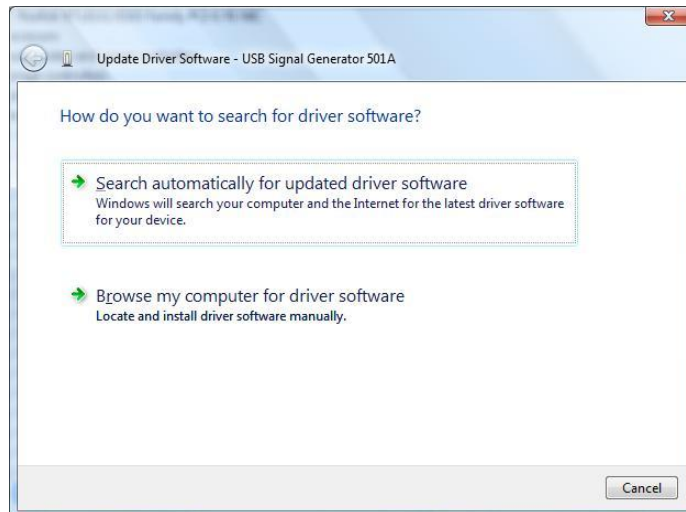 Update Driver Software - USB Signal Generator 501A
How do you want to search for driver software?
Search automatically for updated driver software
Windows will search your computer and the Internet for the latest driver software
for your device.
Browse my computer for driver software
Locate and install driver software manually.
Cancel